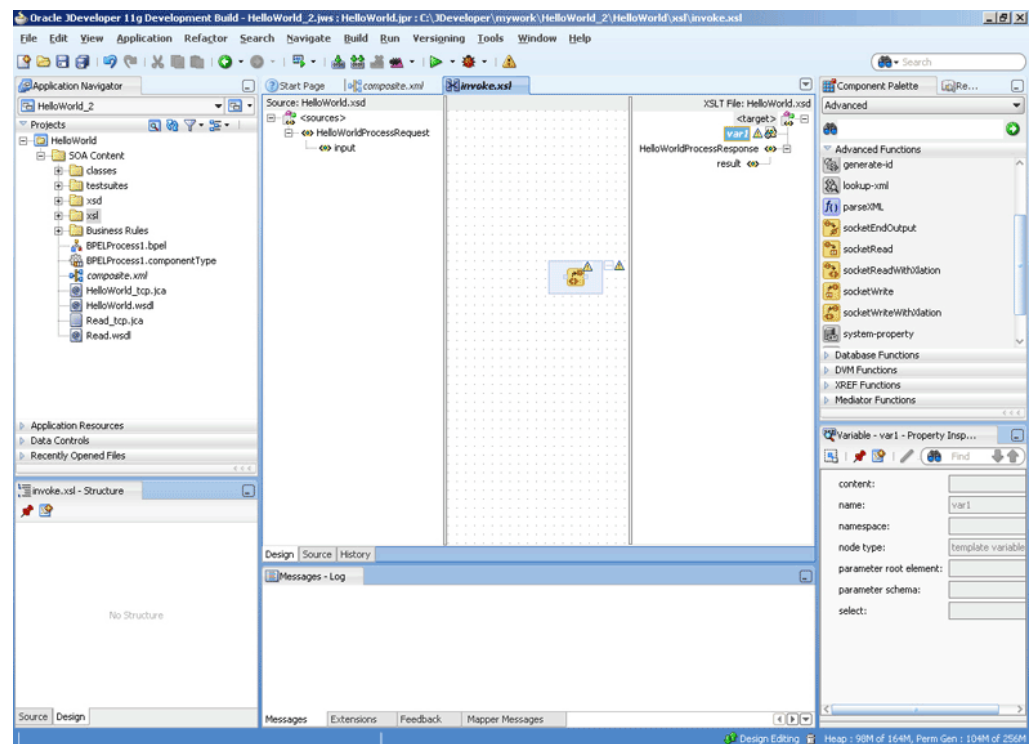 Oracle JDeveloper 11g Development Build - HelloWorld_2.jws : HelloWorld.jpr : C:\JDeveloper\mywork\HelloWorld_2\HelloWorld\xsl\invoke.xsl
File Edit View Application Refactor Search Navigate Build Run Versioning Tools Window Help
Search
Application Navigator
HelloWorld_2
Projects
HelloWorld
SOA Content
classes
testsuites
xsd
xsl
Business Rules
BPELProcess1.bpel
BPELProcess1.componentType
composite.xml
HelloWorld_tcp.jca
HelloWorld.wsdl
Read_tcp.jca
Read.wsdl
Application Resources
Data Controls
Recently Opened Files
invoke.xsl - Structure
No Structure
Source Design
Start Page composite.xml invoke.xsl
Source: HelloWorld.xsd XSLT File: HelloWorld.xsd
<sources> <target>
HelloWorldProcessRequest var1
input HelloWorldProcessResponse
result
Design Source History
Messages - Log
Messages Extensions Feedback Mapper Messages
Component Palette Re...
Advanced
Advanced Functions
generate-id
lookup-xml
parseXML
socketEndOutput
socketRead
socketReadWithXlation
socketWrite
socketWriteWithXlation
system-property
Database Functions
DVM Functions
XREF Functions
Mediator Functions
Variable - var1 - Property Insp...
Find
content:
name: var1
namespace:
node type: template variable
parameter root element:
parameter schema:
select:
Design Editing Heap : 98M of 164M, Perm Gen : 104M of 256M